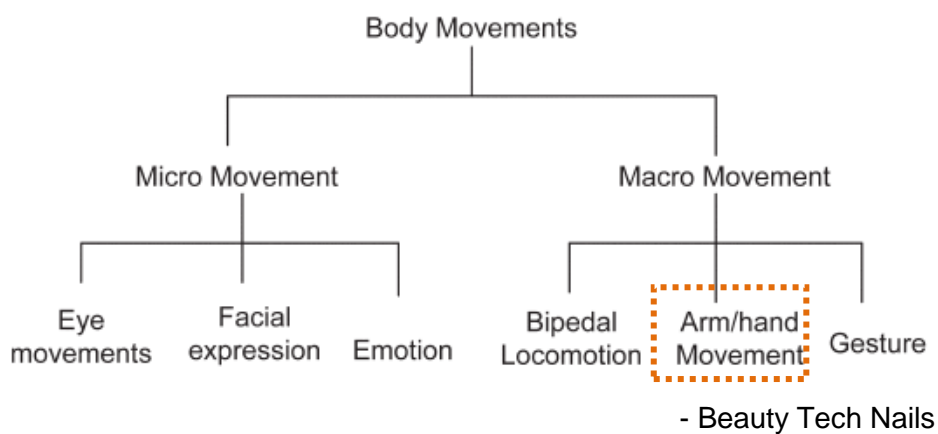 Body Movements
Micro Movement
Macro Movement
Eye
movements
Facial
expression
Emotion
Bipedal
Locomotion
Arm/hand
Movement
Gesture
- Beauty Tech Nails